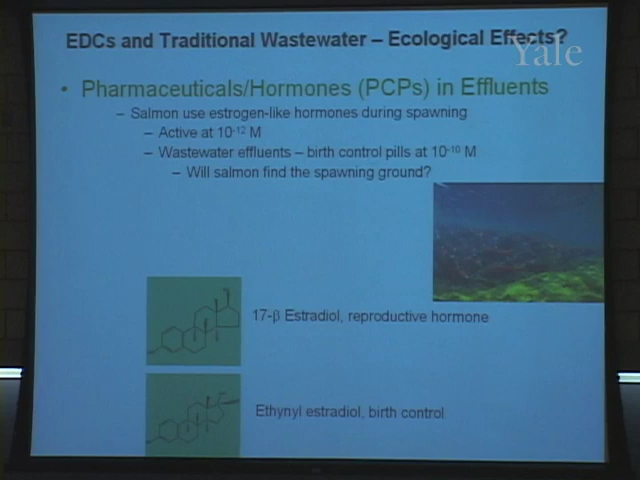 EDCs and Traditional Wastewater – Ecological Effects?
Yale
• Pharmaceuticals/Hormones (PCPs) in Effluents
– Salmon use estrogen-like hormones during spawning
– Active at 10⁻¹² M
– Wastewater effluents – birth control pills at 10⁻¹⁰ M
– Will salmon find the spawning ground?
17-β Estradiol, reproductive hormone
Ethynyl estradiol, birth control